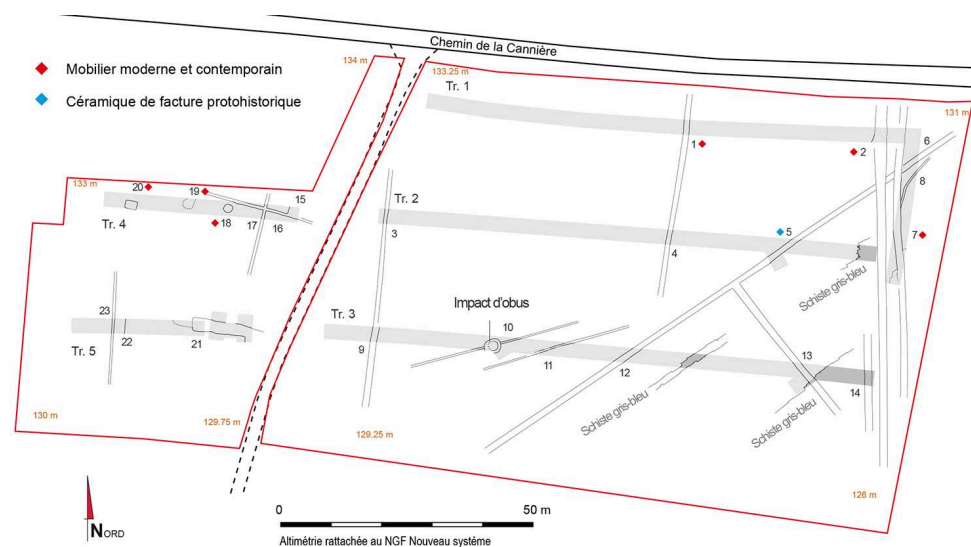 Chemin de la Cannière
Mobilier moderne et contemporain
Céramique de facture protohistorique
134 m
133.25 m
131 m
Tr. 1
1
2
6
8
133 m
20
19
15
Tr. 4
18
17
16
Tr. 2
3
4
5
7
Schiste gris-bleu
Impact d'obus
23
22
21
Tr. 5
Tr. 3
9
10
11
12
13
14
Schiste gris-bleu
Schiste gris-bleu
130 m
129.75 m
129.25 m
126 m
NORD
0
50 m
Altimétrie rattachée au NGF Nouveau système